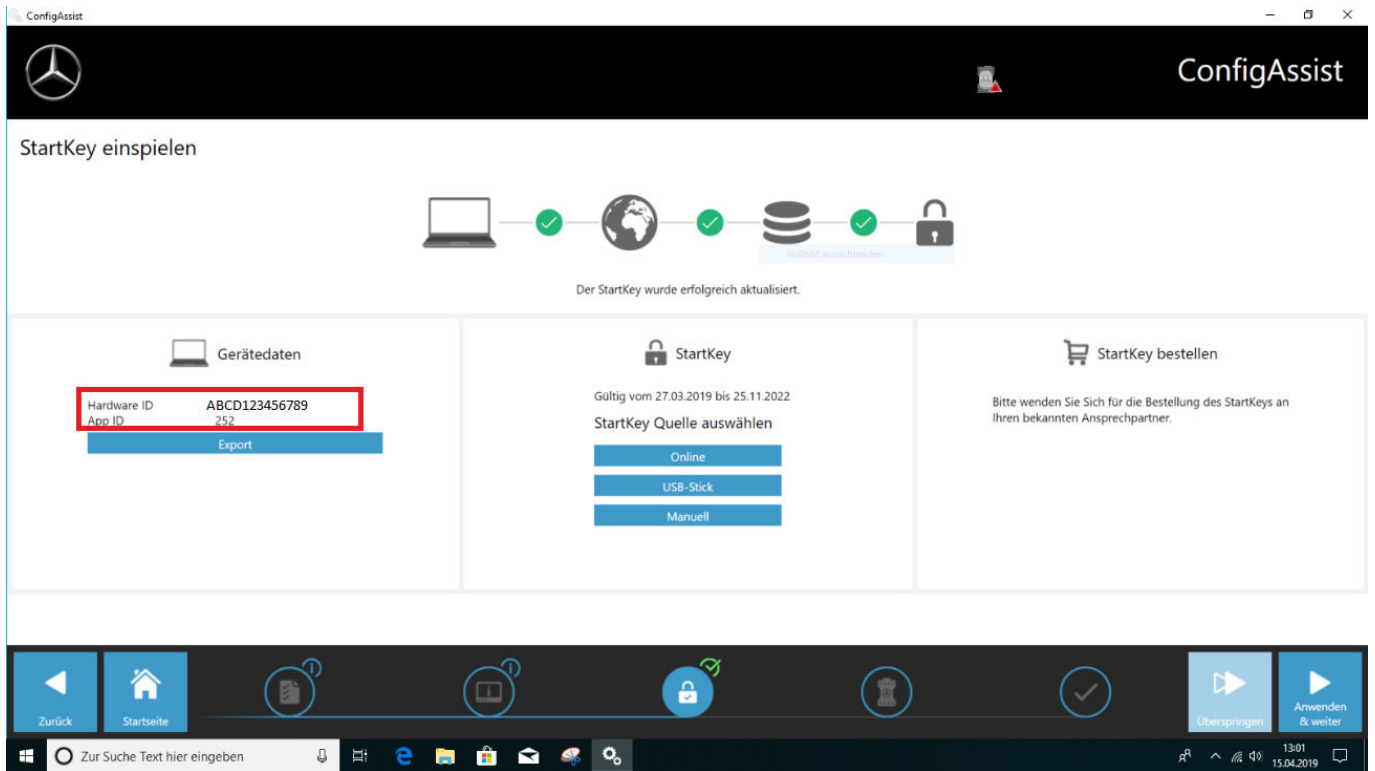 ConfigAssist
ConfigAssist
StartKey einspielen
Vollbild ausschneiden
Der StartKey wurde erfolgreich aktualisiert.
Gerätedaten
Hardware ID ABCD123456789
App ID 252
Export
StartKey
Gültig vom 27.03.2019 bis 25.11.2022
StartKey Quelle auswählen
Online
USB-Stick
Manuell
StartKey bestellen
Bitte wenden Sie Sich für die Bestellung des StartKeys an
Ihren bekannten Ansprechpartner.
Zurück
Startseite
Überspringen
Anwenden
& weiter
Zur Suche Text hier eingeben
13:01
15.04.2019